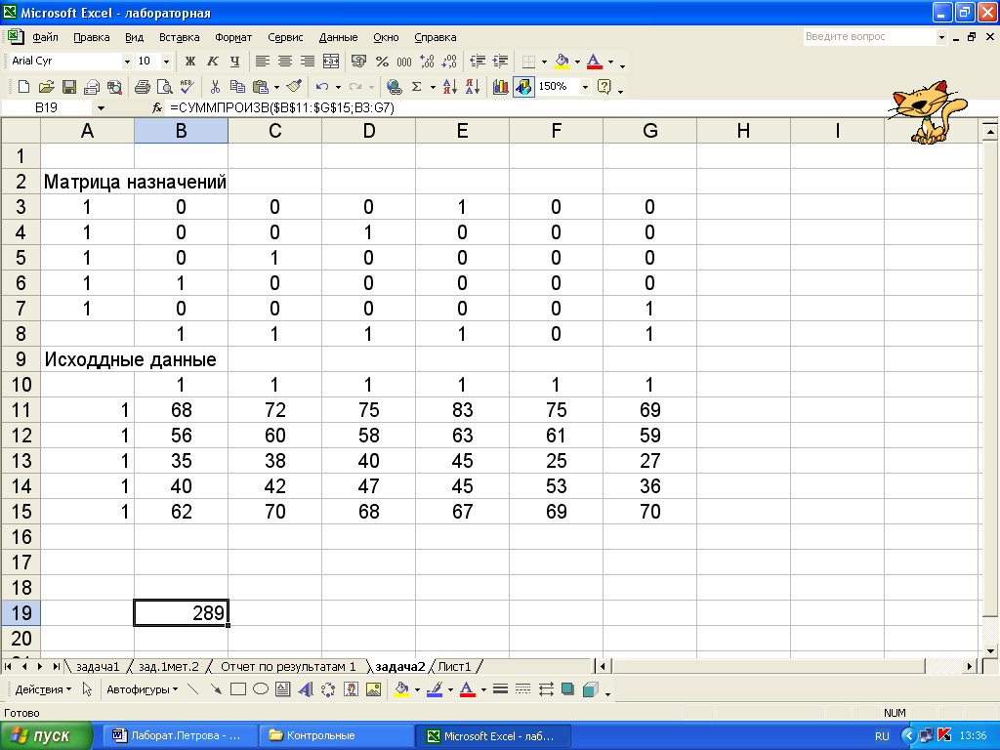 Microsoft Excel - лабораторная
Файл Правка Вид Вставка Формат Сервис Данные Окно Справка Введите вопрос
Arial Cyr 10 Ж К Ч % 000
Σ 150%
B19 fx =СУММПРОИЗВ($B$11:$G$15;B3:G7)
A B C D E F G H I
1
2 Матрица назначений
3 1 0 0 0 1 0 0
4 1 0 0 1 0 0 0
5 1 0 1 0 0 0 0
6 1 1 0 0 0 0 0
7 1 0 0 0 0 0 1
8 1 1 1 1 0 1
9 Исходдные данные
10 1 1 1 1 1 1
11 1 68 72 75 83 75 69
12 1 56 60 58 63 61 59
13 1 35 38 40 45 25 27
14 1 40 42 47 45 53 36
15 1 62 70 68 67 69 70
16
17
18
19 289
20
задача1 зад.1мет.2 Отчет по результатам 1 задача2 Лист1
Действия Автофигуры
Готово NUM
пуск Лаборат.Петрова - ... Контрольные Microsoft Excel - лаб... RU 13:36